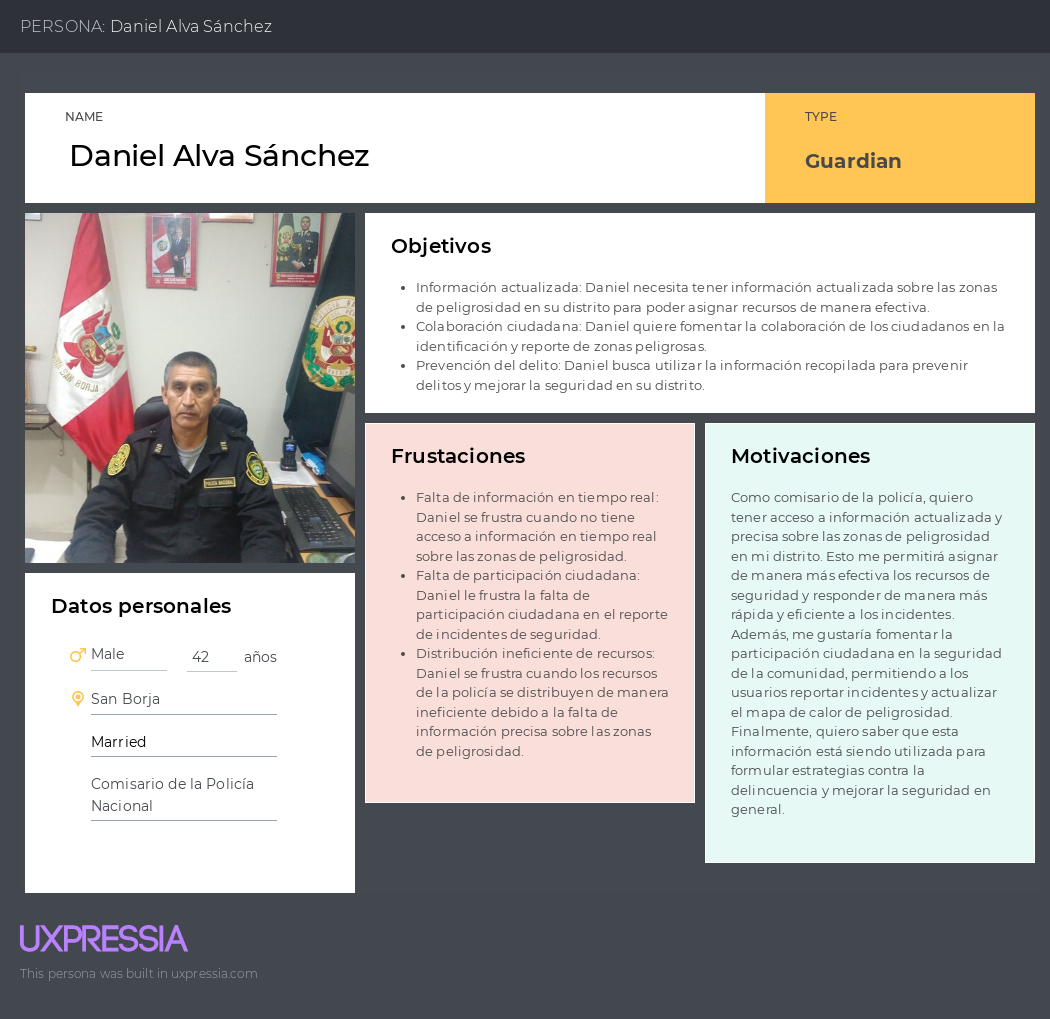 PERSONA: Daniel Alva Sánchez
NAME
Daniel Alva Sánchez
TYPE
Guardian
SAN BORJA
POLICIA NACIONAL
Objetivos
Información actualizada: Daniel necesita tener información actualizada sobre las zonas
de peligrosidad en su distrito para poder asignar recursos de manera efectiva.
Colaboración ciudadana: Daniel quiere fomentar la colaboración de los ciudadanos en la
identificación y reporte de zonas peligrosas.
Prevención del delito: Daniel busca utilizar la información recopilada para prevenir
delitos y mejorar la seguridad en su distrito.
Frustaciones
Falta de información en tiempo real:
Daniel se frustra cuando no tiene
acceso a información en tiempo real
sobre las zonas de peligrosidad.
Falta de participación ciudadana:
Daniel le frustra la falta de
participación ciudadana en el reporte
de incidentes de seguridad.
Distribución ineficiente de recursos:
Daniel se frustra cuando los recursos
de la policía se distribuyen de manera
ineficiente debido a la falta de
información precisa sobre las zonas
de peligrosidad.
Motivaciones
Como comisario de la policía, quiero
tener acceso a información actualizada y
precisa sobre las zonas de peligrosidad
en mi distrito. Esto me permitirá asignar
de manera más efectiva los recursos de
seguridad y responder de manera más
rápida y eficiente a los incidentes.
Además, me gustaría fomentar la
participación ciudadana en la seguridad
de la comunidad, permitiendo a los
usuarios reportar incidentes y actualizar
el mapa de calor de peligrosidad.
Finalmente, quiero saber que esta
información está siendo utilizada para
formular estrategias contra la
delincuencia y mejorar la seguridad en
general.
Datos personales
Male 42 años
San Borja
Married
Comisario de la Policía
Nacional
UXPRESSIA
This persona was built in uxpressia.com